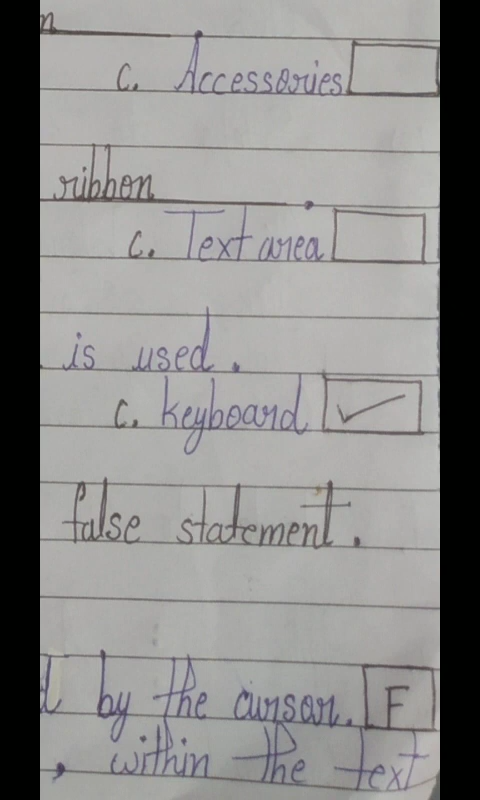 n.
c. Accessories
ribbon.
c. Text area
is used.
c. keyboard
false statement.
by the cursor. F
, within the text